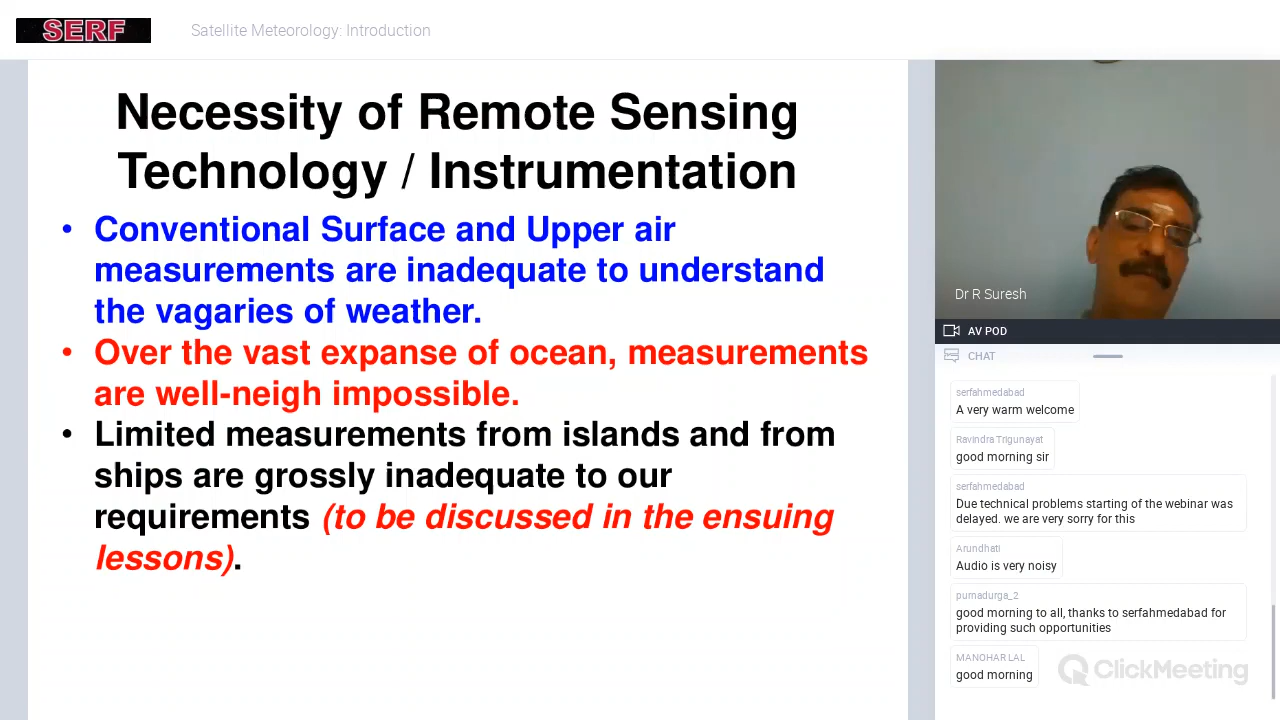 SERF
Satellite Meteorology: Introduction
Necessity of Remote Sensing
Technology / Instrumentation
• Conventional Surface and Upper air
measurements are inadequate to understand
the vagaries of weather.
• Over the vast expanse of ocean, measurements
are well-neigh impossible.
• Limited measurements from islands and from
ships are grossly inadequate to our
requirements (to be discussed in the ensuing
lessons).
Dr R Suresh
AV POD
CHAT
serfahmedabad
A very warm welcome
Ravindra Trigunayat
good morning sir
serfahmedabad
Due technical problems starting of the webinar was
delayed. we are very sorry for this
Arundhati
Audio is very noisy
purnadurga_2
good morning to all, thanks to serfahmedabad for
providing such opportunities
MANOHAR LAL
good morning
ClickMeeting